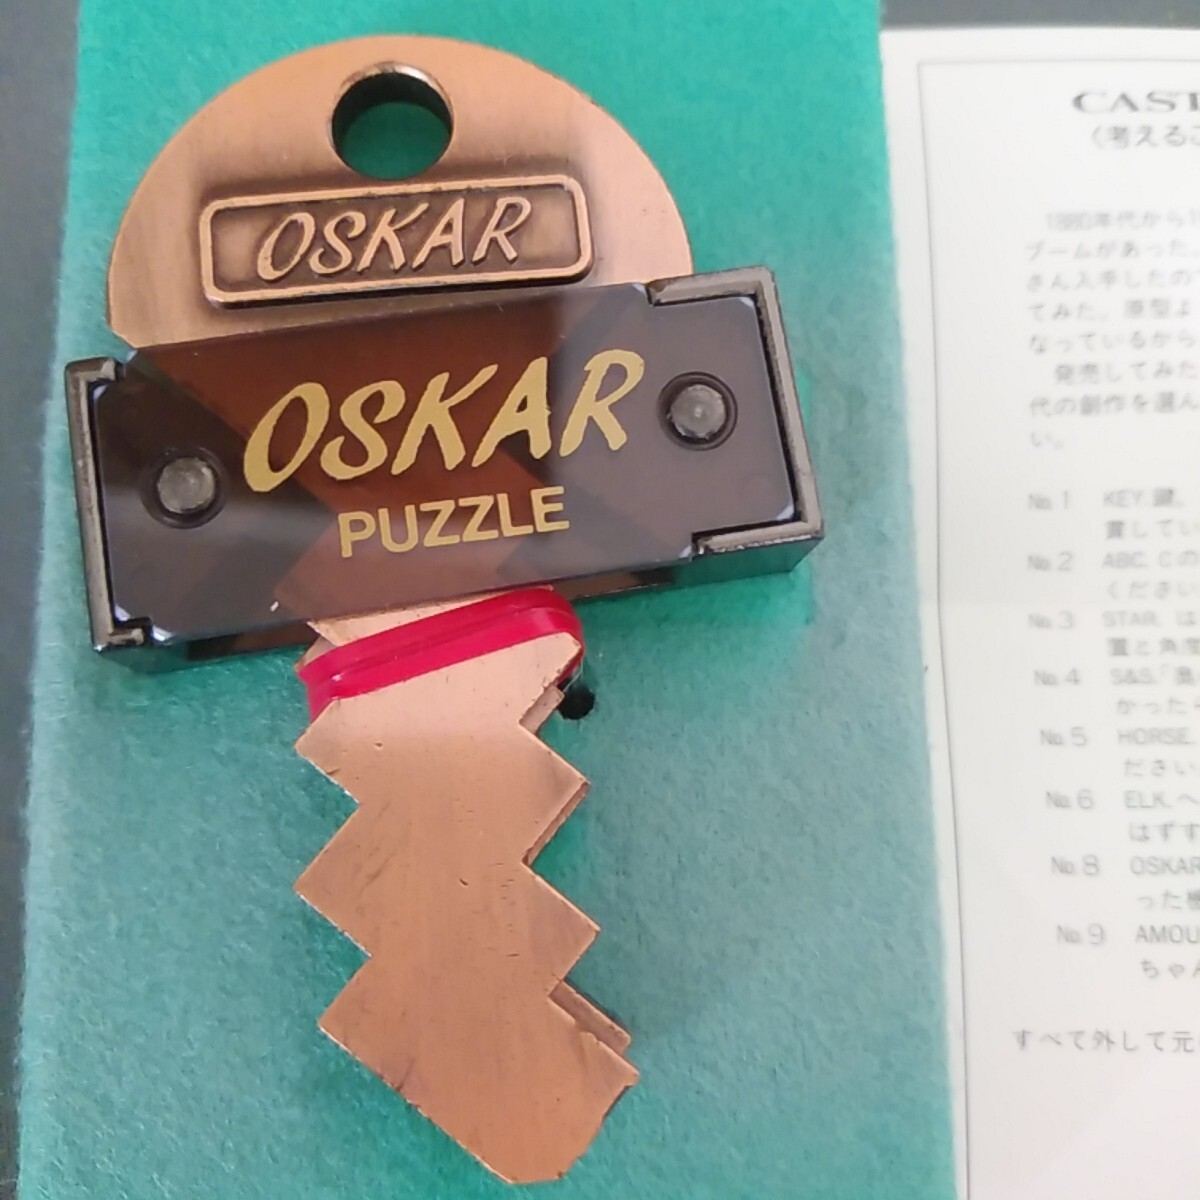 OSKAR
OSKAR
PUZZLE
CAST
〈考える
1880年代から1
ブームがあった。
さん入手したの
てみた。原型よ
なっているから
発売してみた
代の創作を選ん
い。
No.1 KEY.鍵。
賞してい
No.2 ABC. Cの
ください
No.3 STAR. は
置と角度
No.4 S&S.「奥
かった
No.5 HORSE.
ださい
No.6 ELK.へ
はずす
No.8 OSKAR
った
No.9 AMOU
ちゃん
すべて外して元